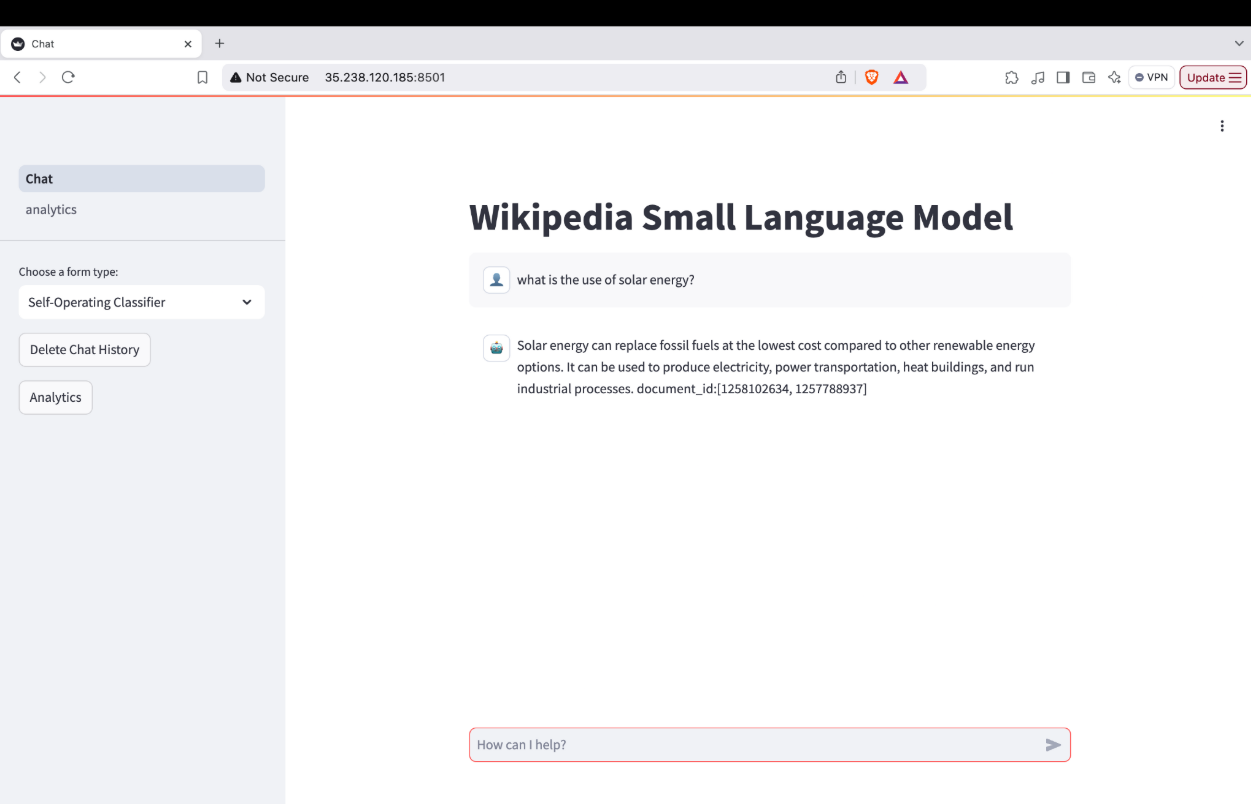 Chat
Not Secure 35.238.120.185:8501
VPN
Update
Chat
analytics
Choose a form type:
Self-Operating Classifier
Delete Chat History
Analytics
Wikipedia Small Language Model
what is the use of solar energy?
Solar energy can replace fossil fuels at the lowest cost compared to other renewable energy
options. It can be used to produce electricity, power transportation, heat buildings, and run
industrial processes. document_id:[1258102634, 1257788937]
How can I help?